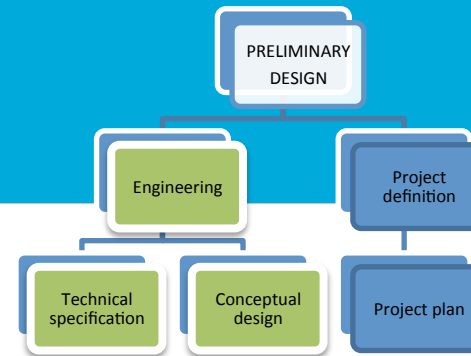 PRELIMINARY
DESIGN
Engineering
Project
definition
Technical
specification
Conceptual
design
Project plan